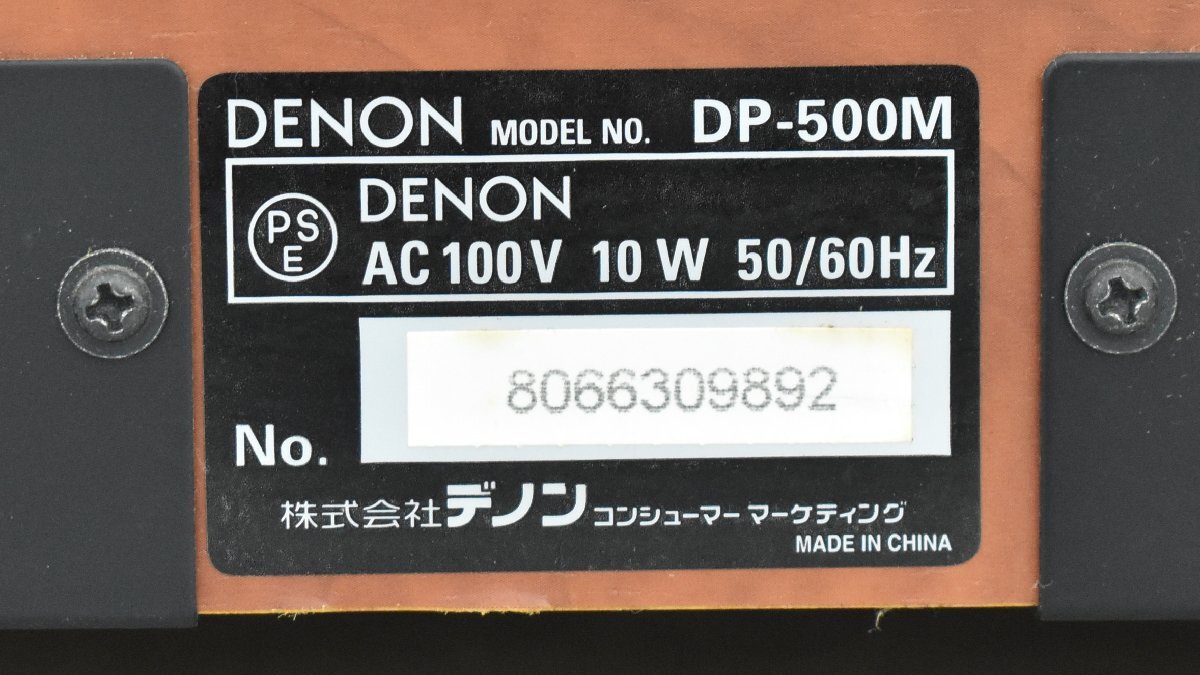 DENON MODEL NO. DP-500M
PSE DENON
AC 100V 10 W 50/60Hz
No. 8066309892
株式会社デノン コンシューマー マーケティング
MADE IN CHINA